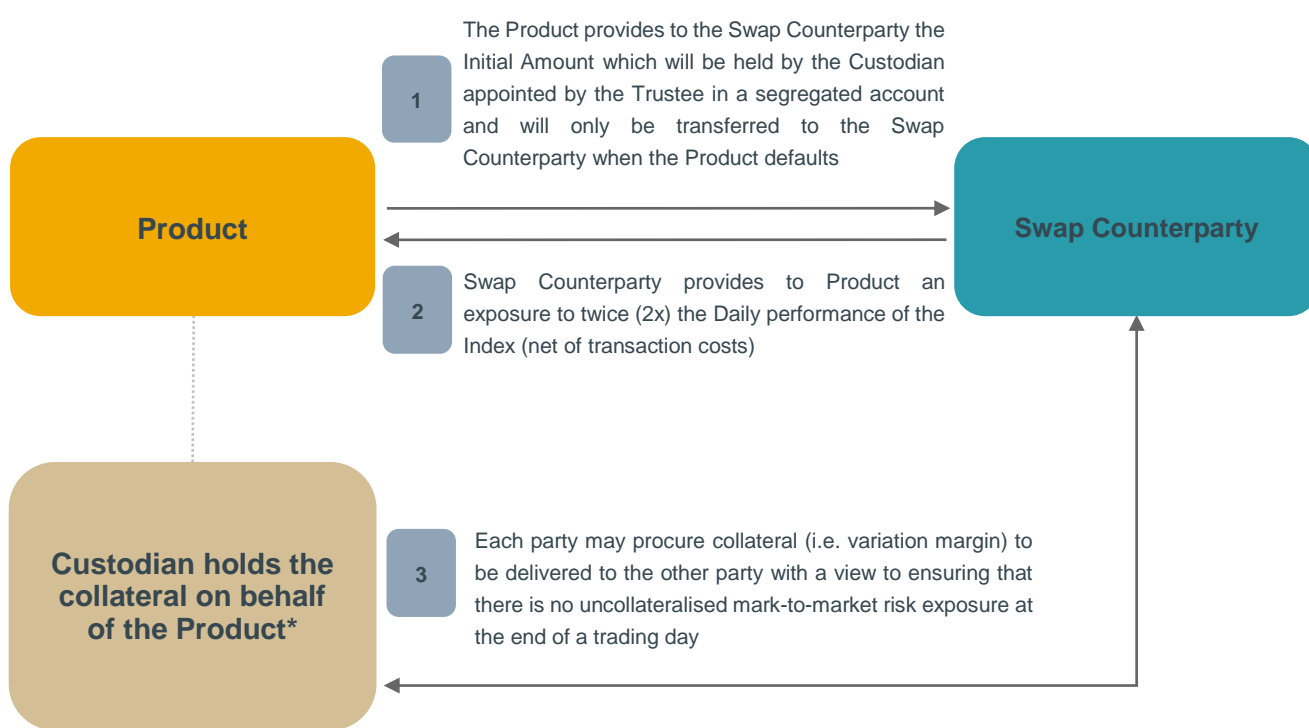 The Product provides to the Swap Counterparty the
Initial Amount which will be held by the Custodian
1
appointed by the Trustee in a segregated account
and will only be transferred to the Swap
Counterparty when the Product defaults
Product
Swap Counterparty
Swap Counterparty provides to Product an
2
exposure to twice (2x) the Daily performance of the
Index (net of transaction costs)
Custodian holds the
collateral on behalf
of the Product*
3
Each party may procure collateral (i.e. variation margin) to
be delivered to the other party with a view to ensuring that
there is no uncollateralised mark-to-market risk exposure at
the end of a trading day